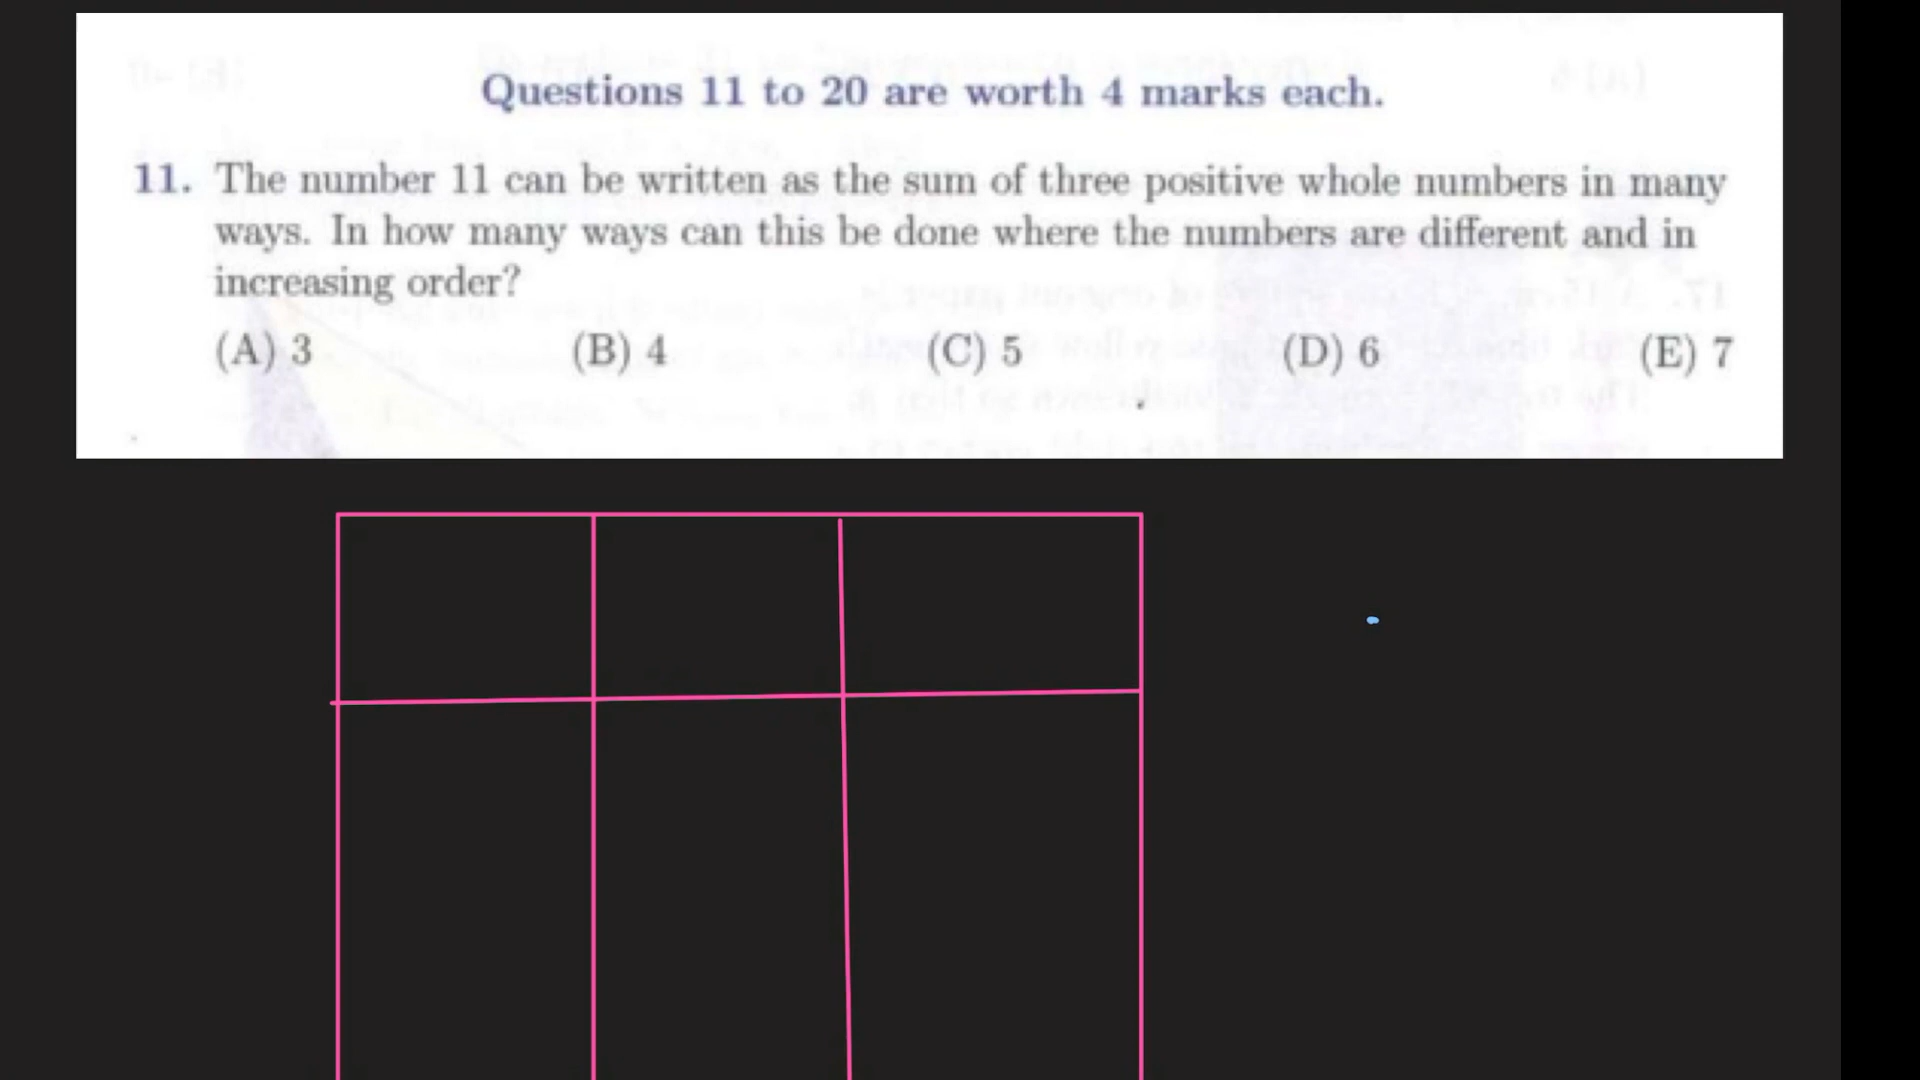 Questions 11 to 20 are worth 4 marks each.
11. The number 11 can be written as the sum of three positive whole numbers in many
ways. In how many ways can this be done where the numbers are different and in
increasing order?
(A) 3 (B) 4 (C) 5 (D) 6 (E) 7